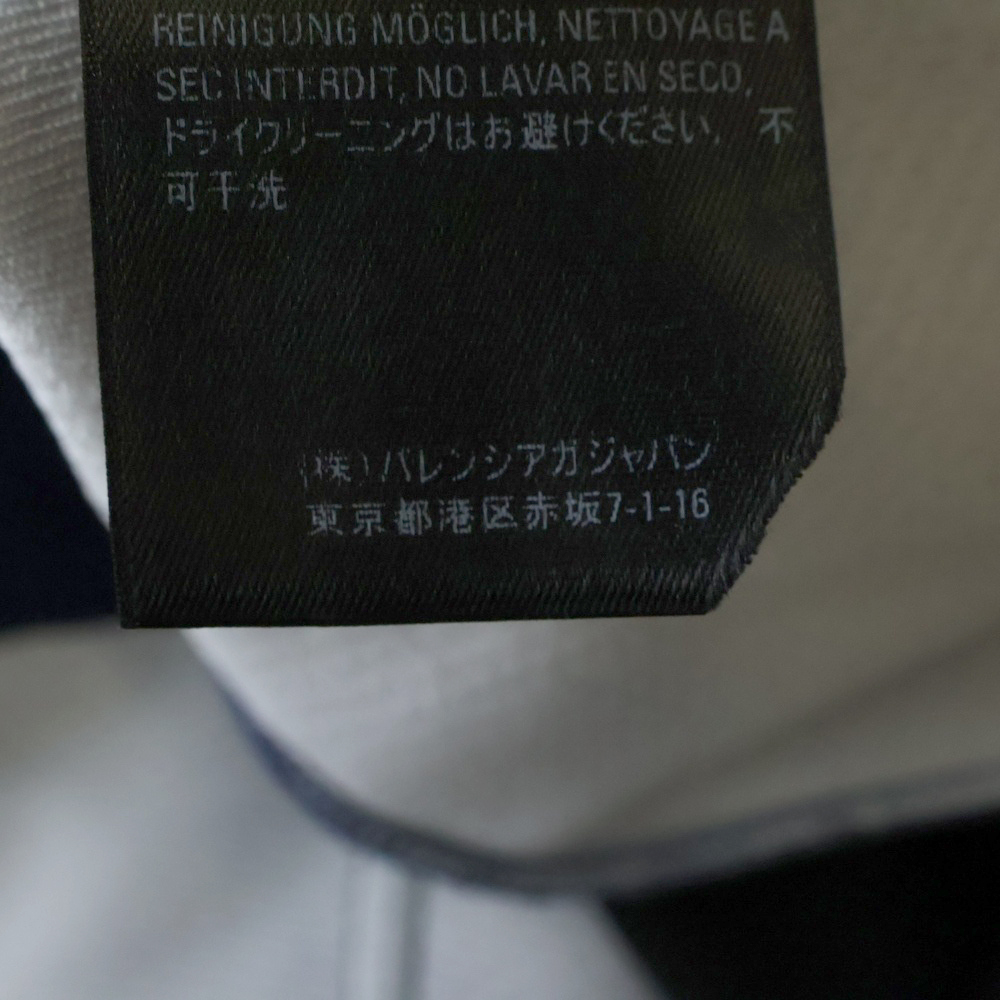 REINIGUNG MÖGLICH, NETTOYAGE A
SEC INTERDIT, NO LAVAR EN SECO,
ドライクリーニングはお避けください, 不
可干洗
(株)バレンシアガジャパン
東京都港区赤坂7-1-16